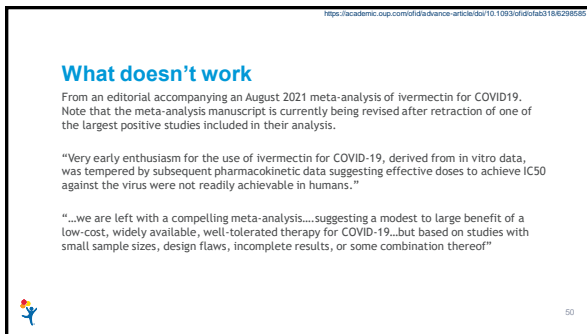 https://academic.oup.com/ofid/advance-article/doi/10.1093/ofid/ofab318/6298585
What doesn't work
From an editorial accompanying an August 2021 meta-analysis of ivermectin for COVID19.
Note that the meta-analysis manuscript is currently being revised after retraction of one of
the largest positive studies included in their analysis.
“Very early enthusiasm for the use of ivermectin for COVID-19, derived from in vitro data,
was tempered by subsequent pharmacokinetic data suggesting effective doses to achieve IC50
against the virus were not readily achievable in humans.”
“…we are left with a compelling meta-analysis….suggesting a modest to large benefit of a
low-cost, widely available, well-tolerated therapy for COVID-19…but based on studies with
small sample sizes, design flaws, incomplete results, or some combination thereof”
50